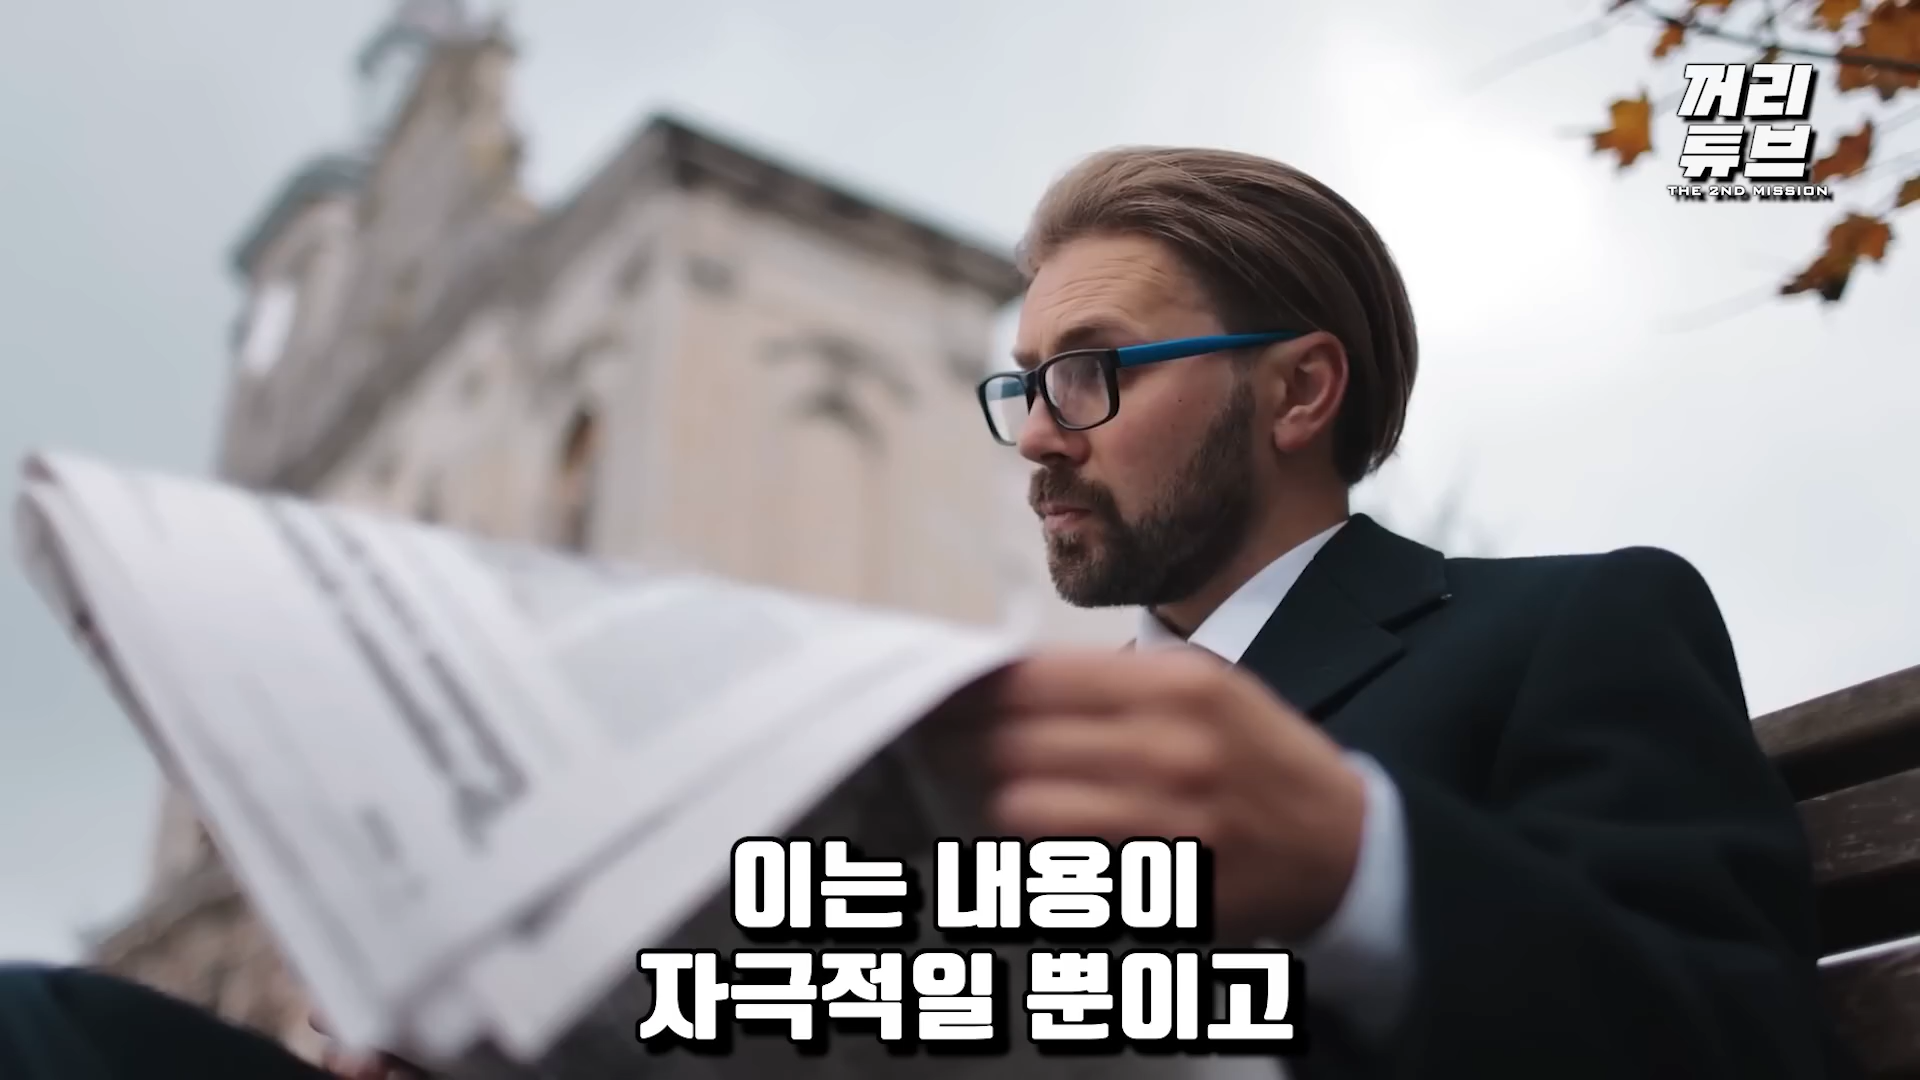 꺼리
튜브
THE 2ND MISSION
이는 내용이
자극적일 뿐이고